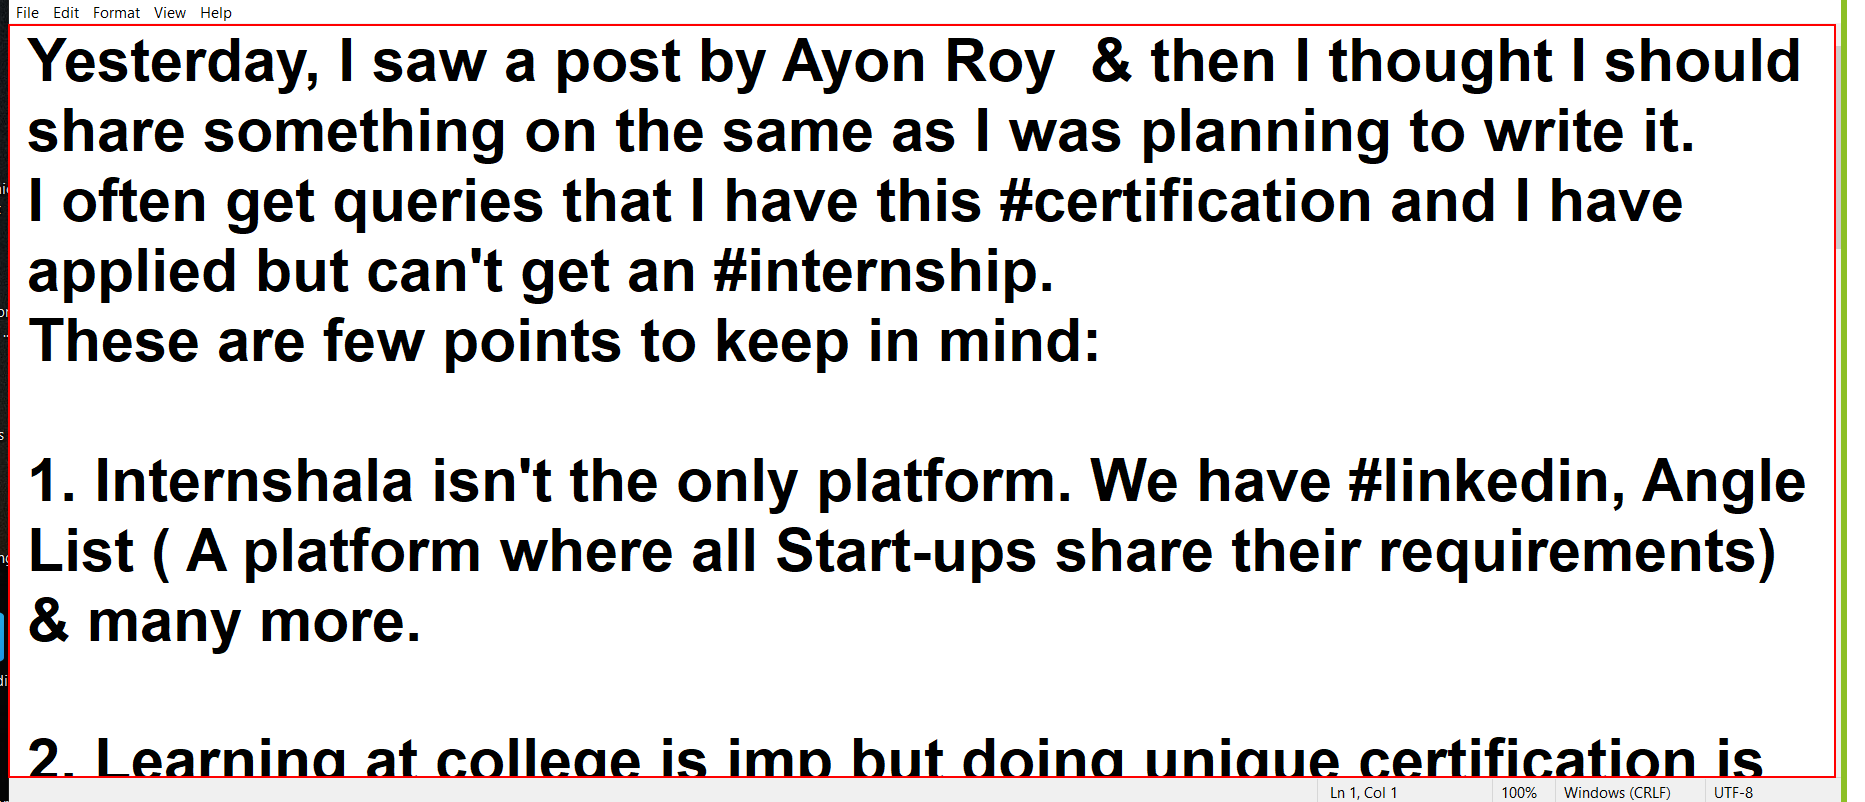 File Edit Format View Help
Yesterday, I saw a post by Ayon Roy  & then I thought I should
share something on the same as I was planning to write it.
I often get queries that I have this #certification and I have
applied but can't get an #internship.
These are few points to keep in mind:
1. Internshala isn't the only platform. We have #linkedin, Angle
List ( A platform where all Start-ups share their requirements)
& many more.
2. Learning at college is imp but doing unique certification is
Ln 1, Col 1 100% Windows (CRLF) UTF-8